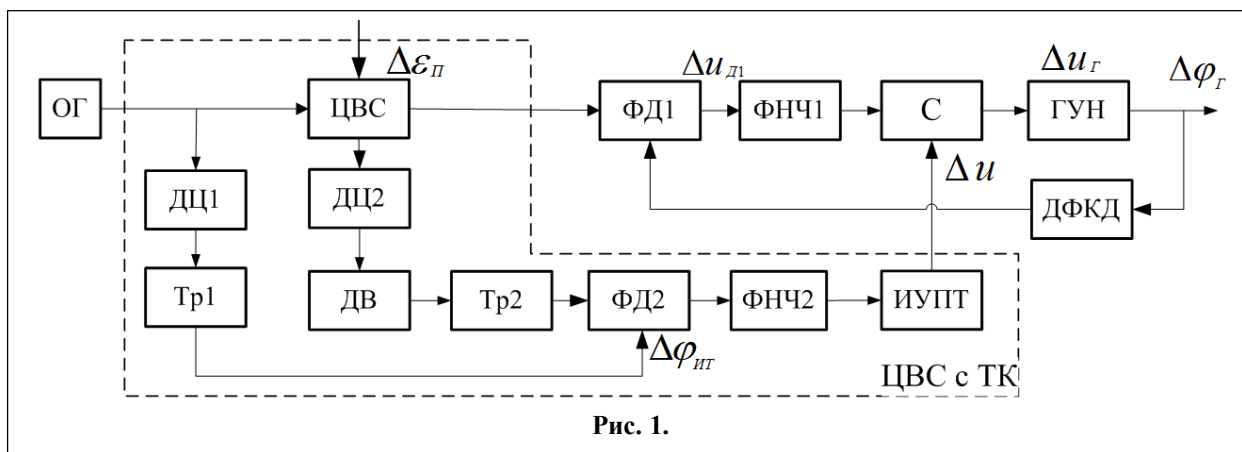 Δε_П
Δu_Д1
Δu_Г
Δφ_Г
ОГ
ЦВС
ФД1
ФНЧ1
С
ГУН
Δu
ДЦ1
ДЦ2
ДФКД
Тр1
ДВ
Тр2
ФД2
ФНЧ2
ИУПТ
Δφ_ИТ
ЦВС с ТК
Рис. 1.